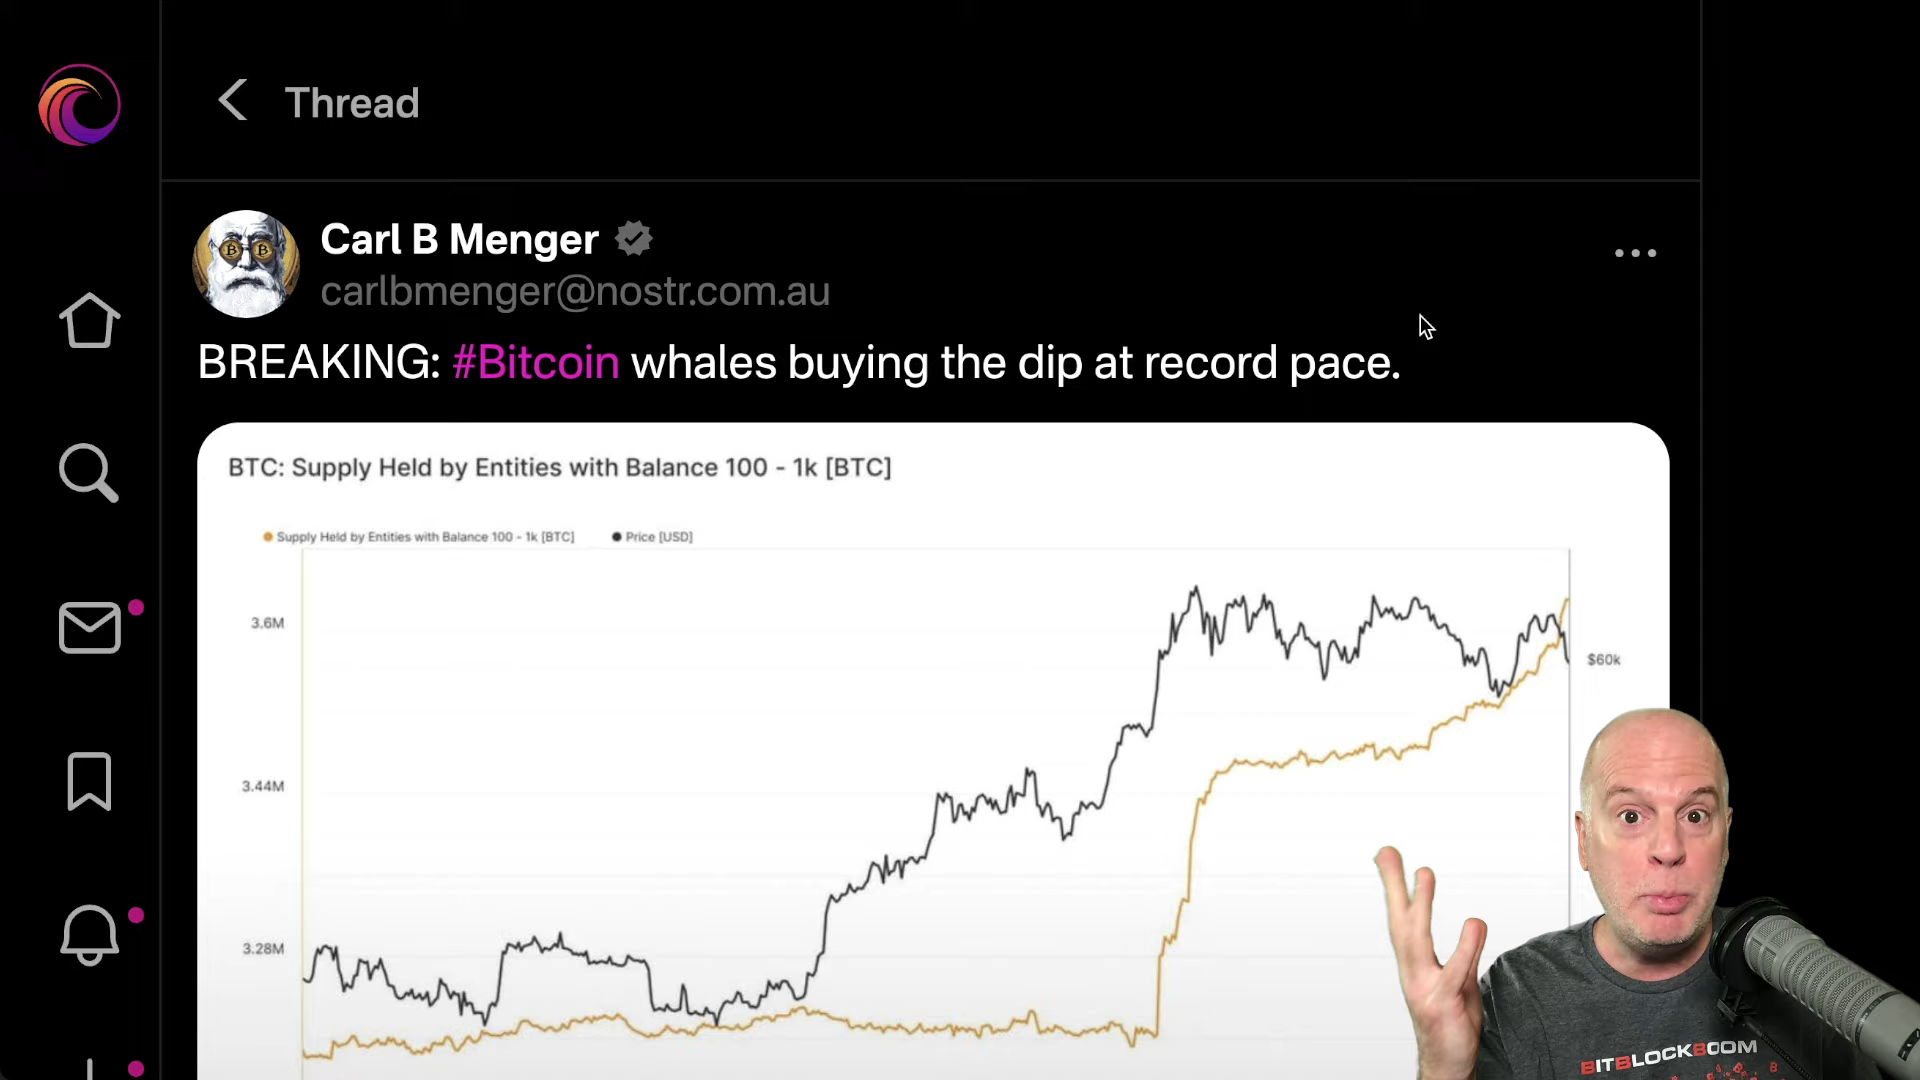 Thread
Carl B Menger
carlbmenger@nostr.com.au
BREAKING: #Bitcoin whales buying the dip at record pace.
BTC: Supply Held by Entities with Balance 100 - 1k [BTC]
Supply Held by Entities with Balance 100 - 1k [BTC] Price [USD]
3.6M
$60k
3.44M
3.28M
BITBLOCKBOOM